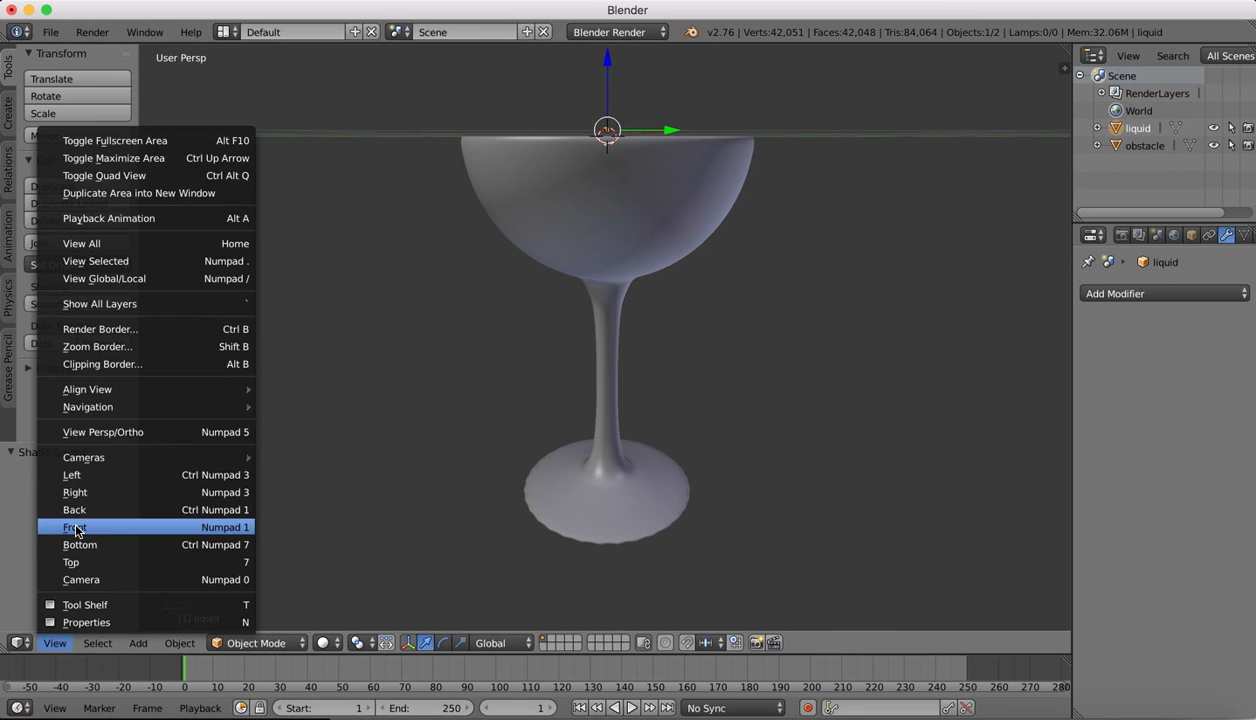 Blender
File Render Window Help Default Scene Blender Render v2.76 | Verts:42,051 | Faces:42,048 | Tris:84,064 | Objects:1/2 | Lamps:0/0 | Mem:32.06M | liquid
Tools
Create
Relations
Animation
Physics
Grease Pencil
Transform
Translate
Rotate
Scale
User Persp
Toggle Fullscreen Area Alt F10
Toggle Maximize Area Ctrl Up Arrow
Toggle Quad View Ctrl Alt Q
Duplicate Area into New Window
Playback Animation Alt A
View All Home
View Selected Numpad .
View Global/Local Numpad /
Show All Layers `
Render Border... Ctrl B
Zoom Border... Shift B
Clipping Border... Alt B
Align View
Navigation
View Persp/Ortho Numpad 5
Cameras
Left Ctrl Numpad 3
Right Numpad 3
Back Ctrl Numpad 1
Front Numpad 1
Bottom Ctrl Numpad 7
Top 7
Camera Numpad 0
Tool Shelf T
Properties N
(1) liquid
View Select Add Object Object Mode Global
View Search All Scenes
Scene
RenderLayers
World
liquid
obstacle
liquid
Add Modifier
-50 -40 -30 -20 -10 0 10 20 30 40 50 60 70 80 90 100 110 120 130 140 150 160 170 180 190 200 210 220 230 240 250 260 270 280
View Marker Frame Playback Start: 1 End: 250 1 No Sync